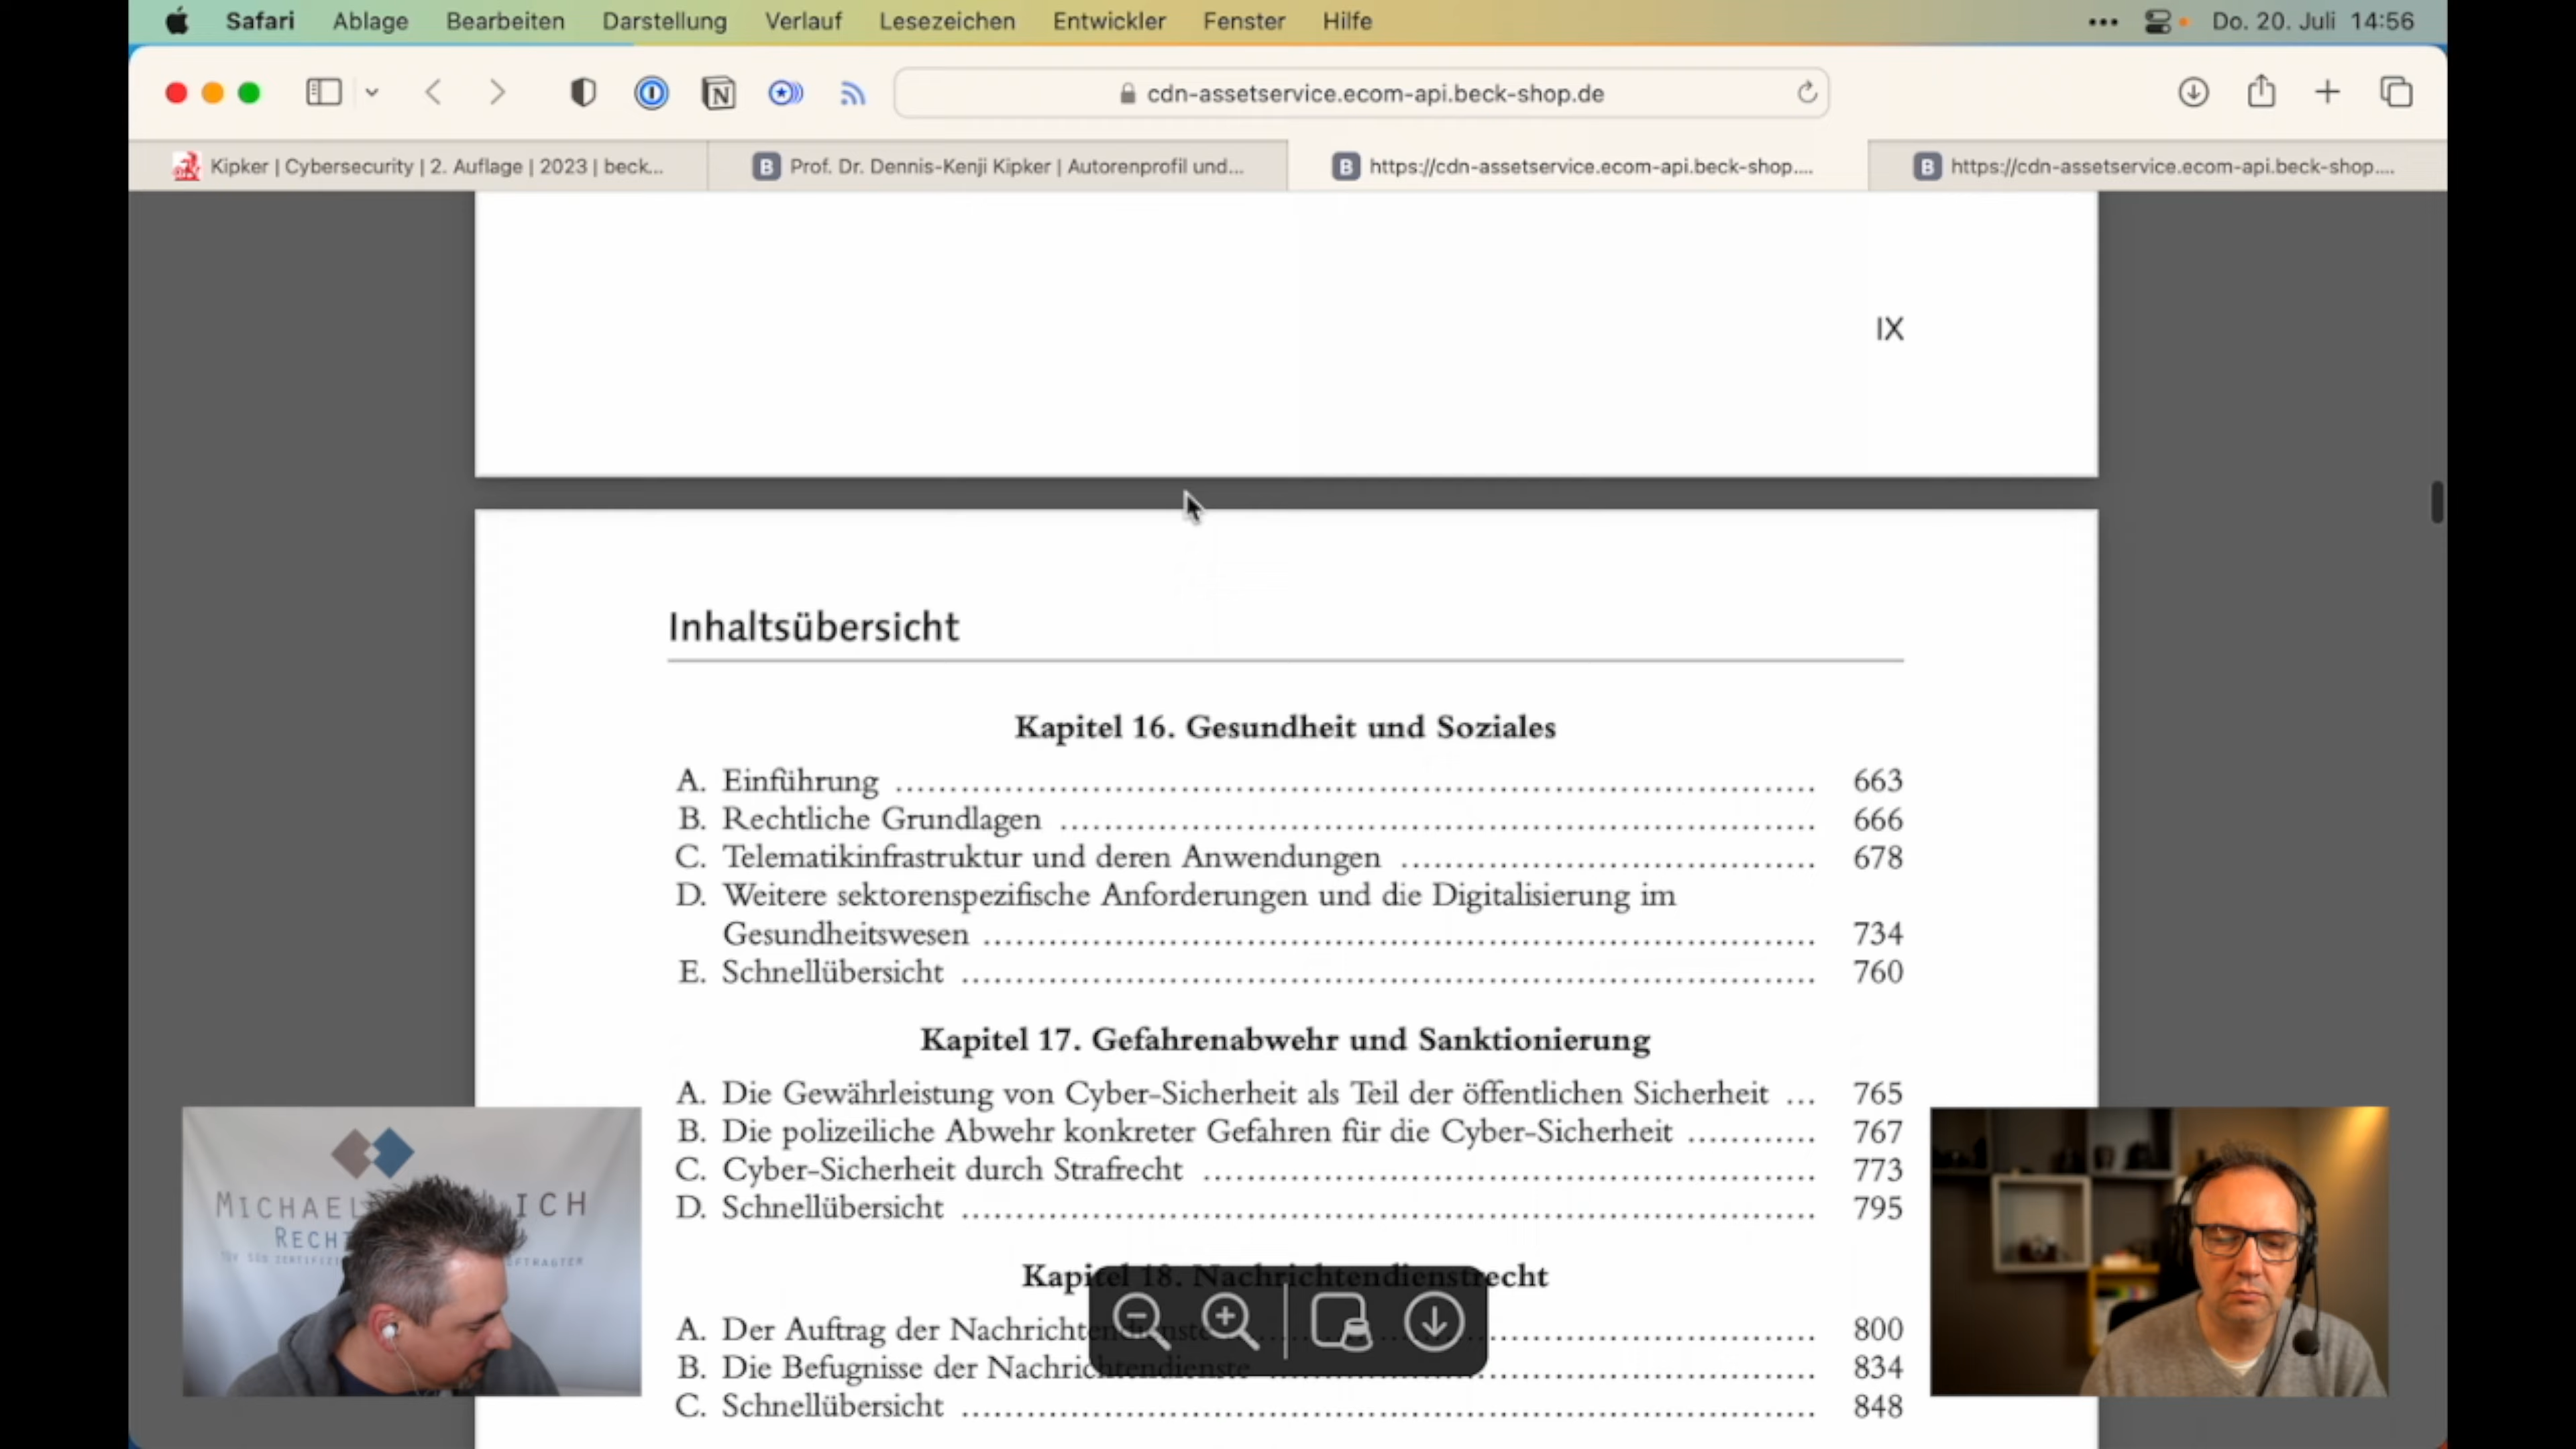 Safari Ablage Bearbeiten Darstellung Verlauf Lesezeichen Entwickler Fenster Hilfe Do. 20. Juli 14:56
cdn-assetservice.ecom-api.beck-shop.de
Kipker | Cybersecurity | 2. Auflage | 2023 | beck...
B Prof. Dr. Dennis-Kenji Kipker | Autorenprofil und...
B https://cdn-assetservice.ecom-api.beck-shop....
B https://cdn-assetservice.ecom-api.beck-shop....
IX
Inhaltsübersicht
Kapitel 16. Gesundheit und Soziales
A. Einführung ........ 663
B. Rechtliche Grundlagen ........ 666
C. Telematikinfrastruktur und deren Anwendungen ........ 678
D. Weitere sektorenspezifische Anforderungen und die Digitalisierung im
Gesundheitswesen ........ 734
E. Schnellübersicht ........ 760
Kapitel 17. Gefahrenabwehr und Sanktionierung
A. Die Gewährleistung von Cyber-Sicherheit als Teil der öffentlichen Sicherheit ... 765
B. Die polizeiliche Abwehr konkreter Gefahren für die Cyber-Sicherheit ........ 767
C. Cyber-Sicherheit durch Strafrecht ........ 773
D. Schnellübersicht ........ 795
Kapitel 18. Nachrichtendienstrecht
A. Der Auftrag der Nachrichtendienste ........ 800
B. Die Befugnisse der Nachrichtendienste ........ 834
C. Schnellübersicht ........ 848
MICHAEL
RECHT